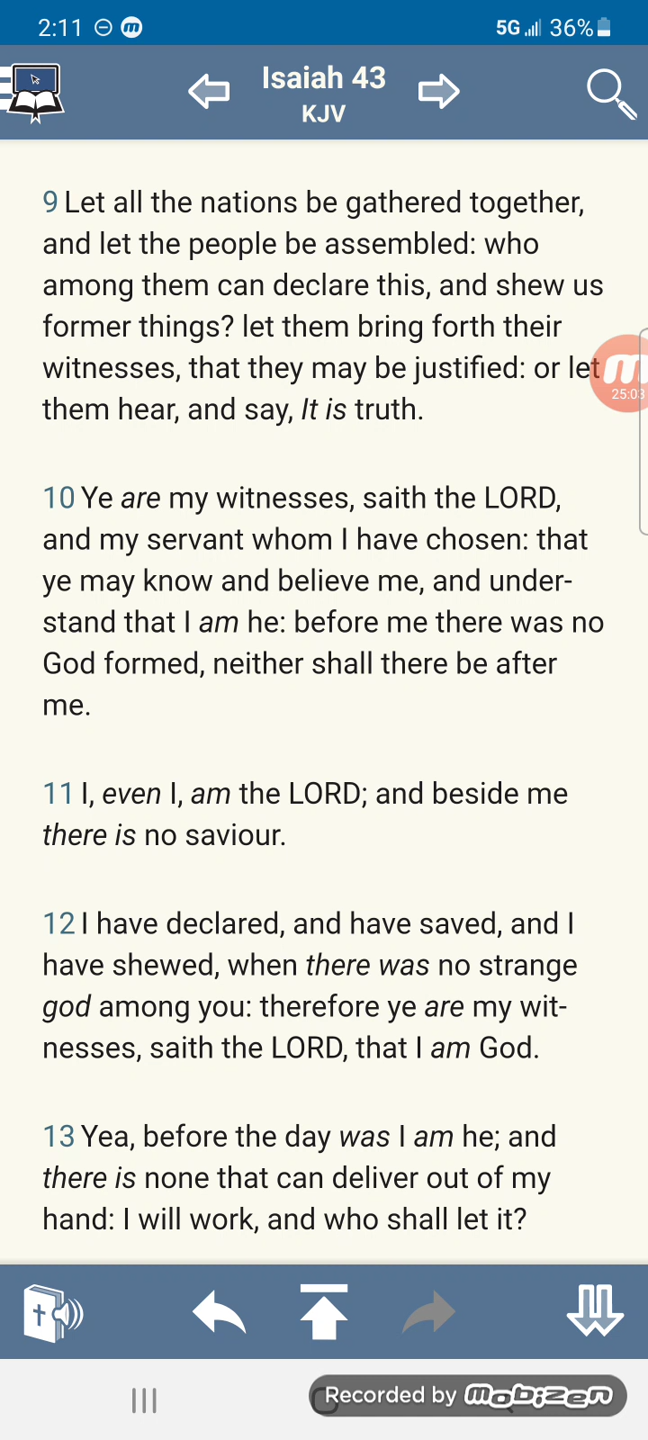 2:11
5G 36%
Isaiah 43
KJV
9 Let all the nations be gathered together,
and let the people be assembled: who
among them can declare this, and shew us
former things? let them bring forth their
witnesses, that they may be justified: or let
25:03
them hear, and say, It is truth.
10 Ye are my witnesses, saith the LORD,
and my servant whom I have chosen: that
ye may know and believe me, and under-
stand that I am he: before me there was no
God formed, neither shall there be after
me.
11 I, even I, am the LORD; and beside me
there is no saviour.
12 I have declared, and have saved, and I
have shewed, when there was no strange
god among you: therefore ye are my wit-
nesses, saith the LORD, that I am God.
13 Yea, before the day was I am he; and
there is none that can deliver out of my
hand: I will work, and who shall let it?
Recorded by mobizen